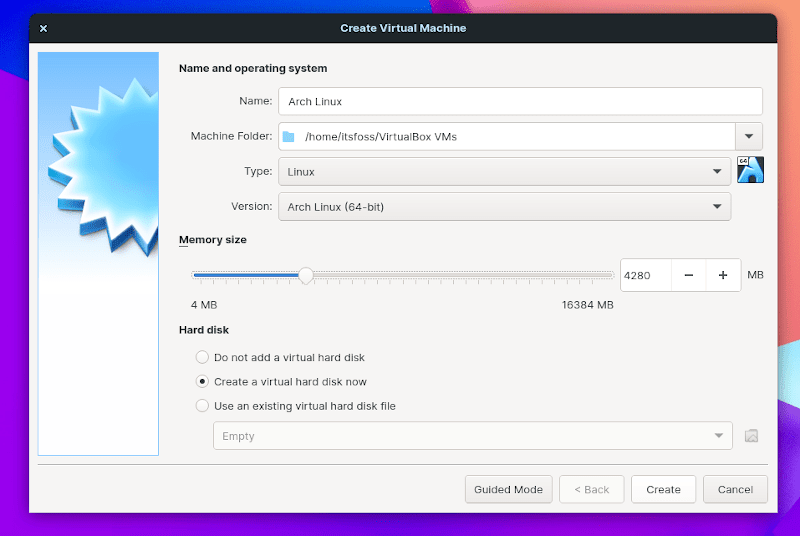 Create Virtual Machine
Name and operating system
Name: Arch Linux
Machine Folder: /home/itsfoss/VirtualBox VMs
Type: Linux
64
Version: Arch Linux (64-bit)
Memory size
4280 − + MB
4 MB 16384 MB
Hard disk
Do not add a virtual hard disk
Create a virtual hard disk now
Use an existing virtual hard disk file
Empty
Guided Mode < Back Create Cancel